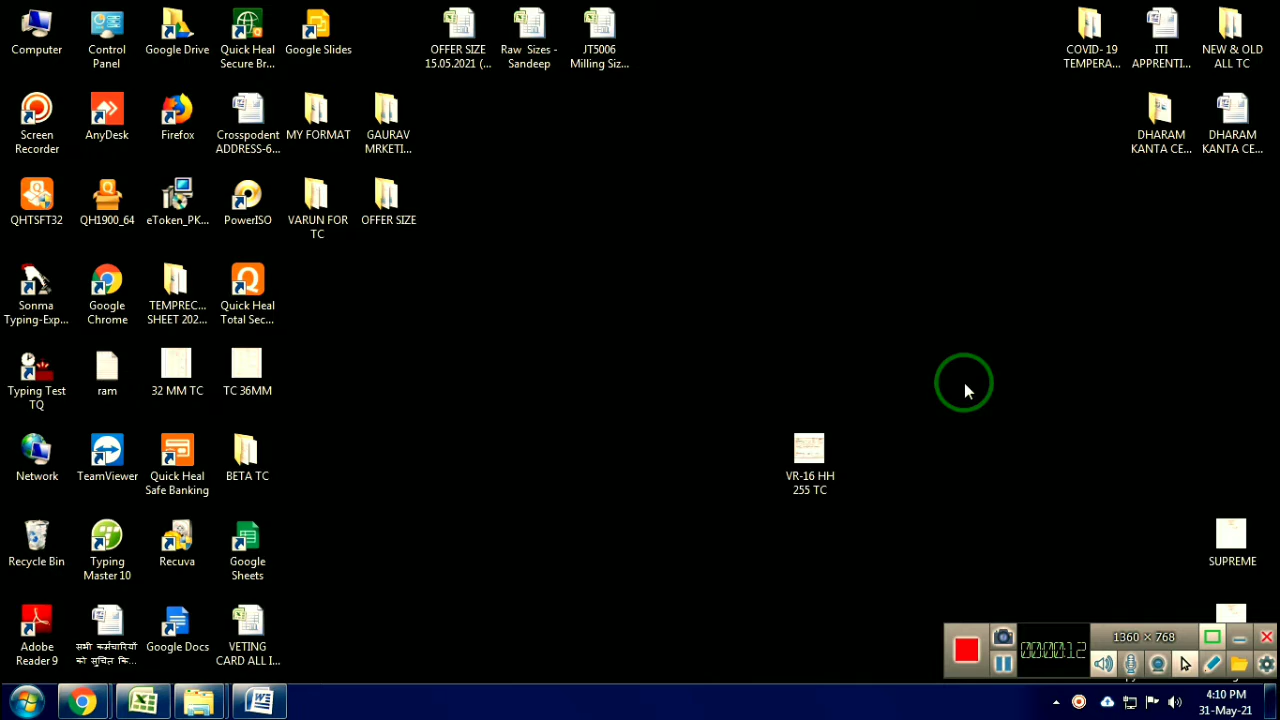 Computer
Control
Panel
Google Drive
Quick Heal
Secure Br...
Google Slides
OFFER SIZE
15.05.2021 (...
Raw Sizes -
Sandeep
JT5006
Milling Siz...
COVID- 19
TEMPERA...
ITI
APPRENTI...
NEW & OLD
ALL TC
Screen
Recorder
AnyDesk
Firefox
Crosspodent
ADDRESS-6...
MY FORMAT
GAURAV
MRKETI...
DHARAM
KANTA CE...
DHARAM
KANTA CE...
QHTSFT32
QH1900_64
eToken_PK...
PowerISO
VARUN FOR
TC
OFFER SIZE
Sonma
Typing-Exp...
Google
Chrome
TEMPREC...
SHEET 202...
Quick Heal
Total Sec...
Typing Test
TQ
ram
32 MM TC
TC 36MM
Network
TeamViewer
Quick Heal
Safe Banking
BETA TC
VR-16 HH
255 TC
Recycle Bin
Typing
Master 10
Recuva
Google
Sheets
SUPREME
Adobe
Reader 9
सभी कर्मचारियों
को सुचित कि...
Google Docs
VETING
CARD ALL I...
00:00:12
1360 × 768
4:10 PM
31-May-21